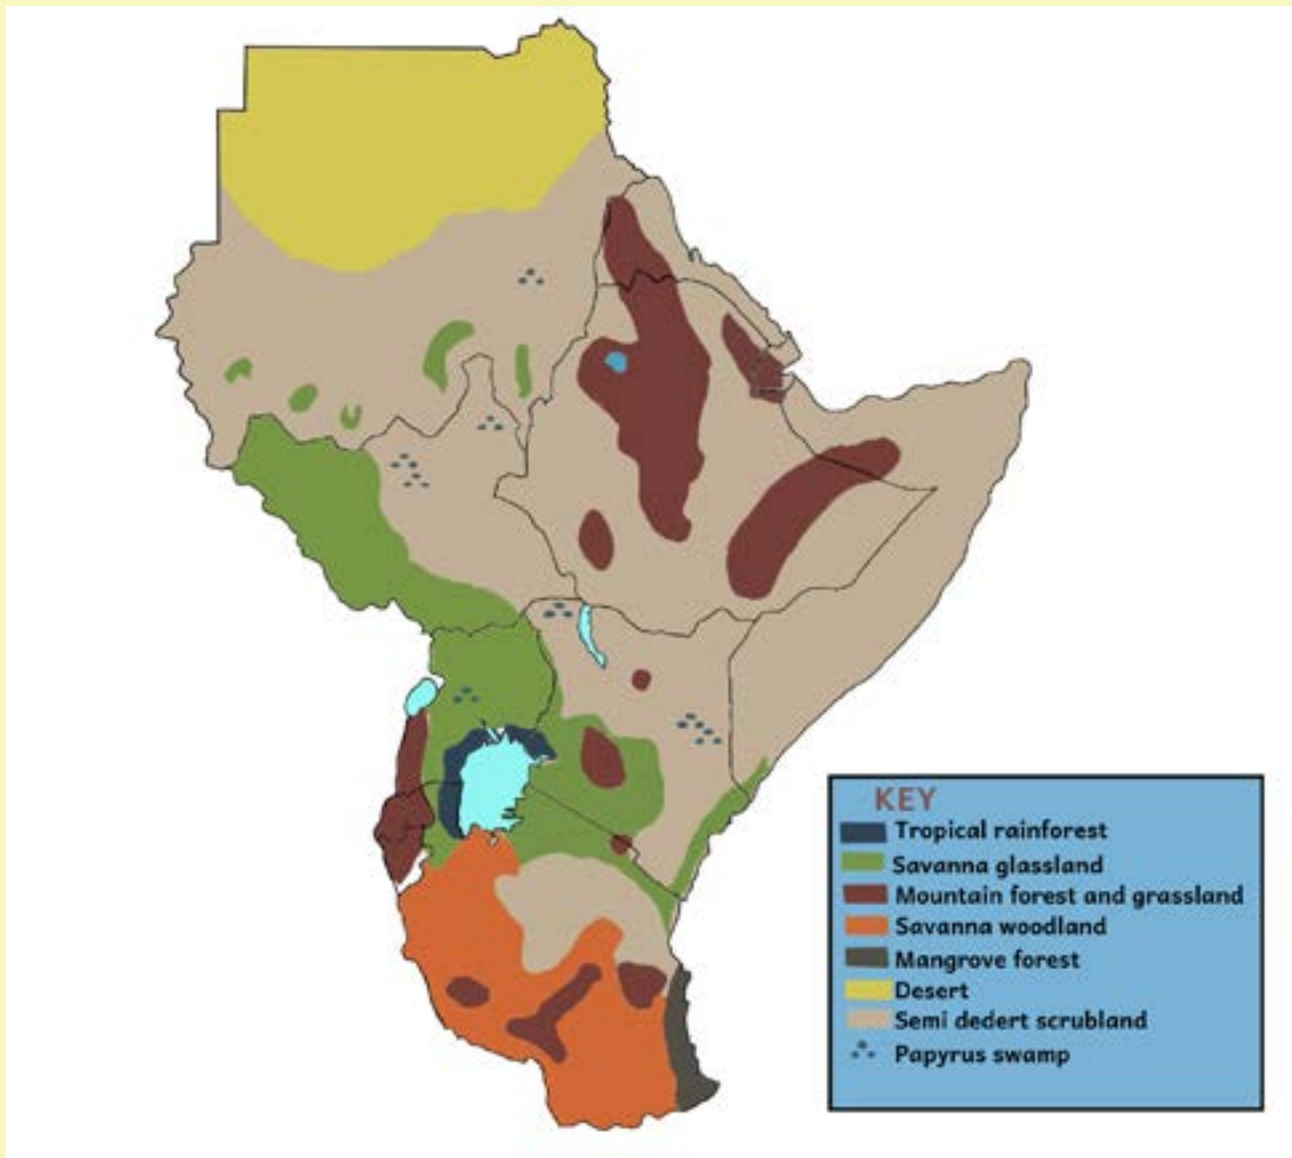 KEY
Tropical rainforest
Savanna glassland
Mountain forest and grassland
Savanna woodland
Mangrove forest
Desert
Semi dedert scrubland
Papyrus swamp